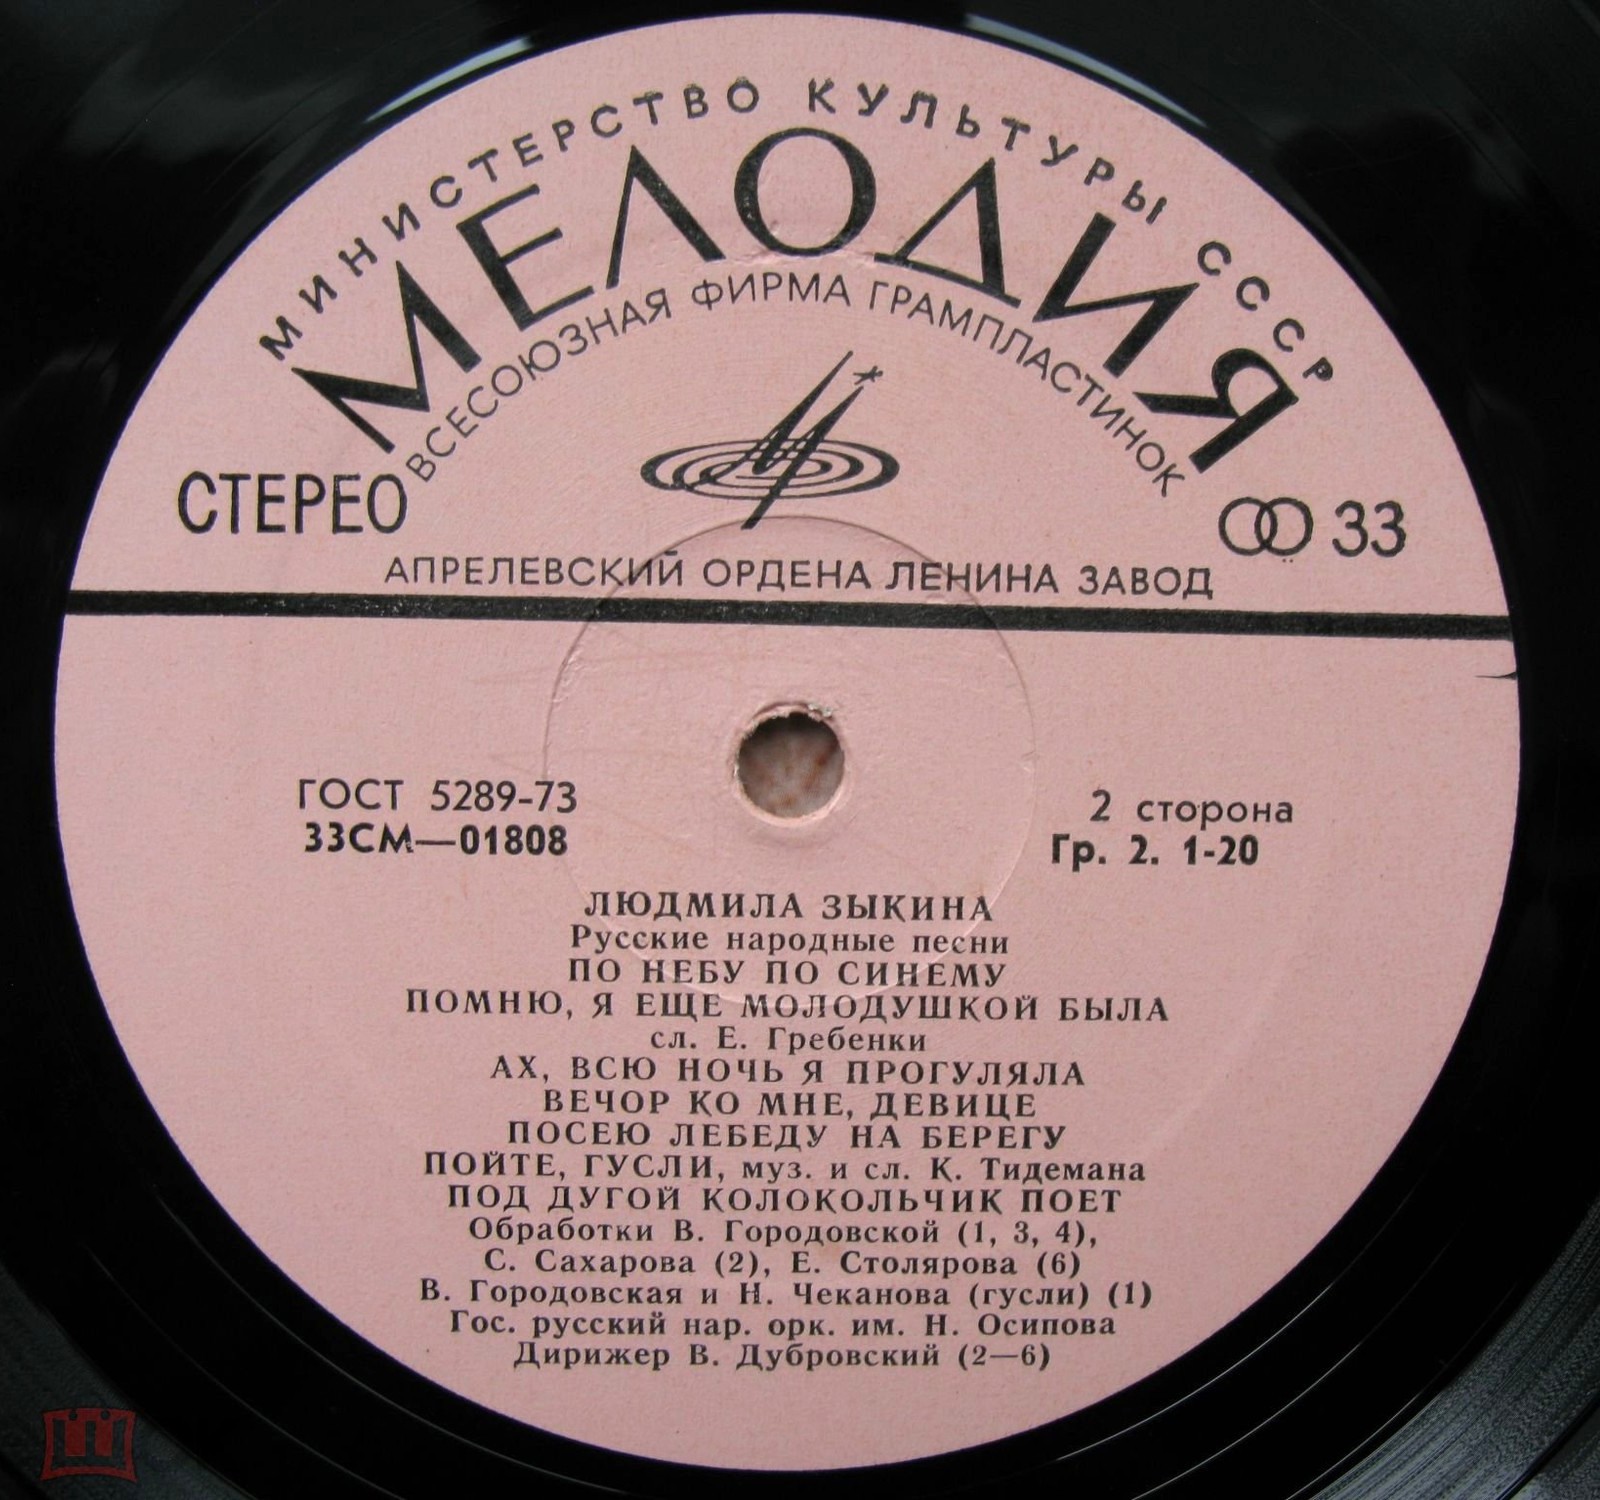 МИНИСТЕРСТВО КУЛЬТУРЫ СССР
МЕЛОДИЯ
ВСЕСОЮЗНАЯ ФИРМА ГРАМПЛАСТИНОК
СТЕРЕО
33
АПРЕЛЕВСКИЙ ОРДЕНА ЛЕНИНА ЗАВОД
ГОСТ 5289-73
33СМ—01808
2 сторона
Гр. 2. 1-20
ЛЮДМИЛА ЗЫКИНА
Русские народные песни
ПО НЕБУ ПО СИНЕМУ
ПОМНЮ, Я ЕЩЕ МОЛОДУШКОЙ БЫЛА
сл. Е. Гребенки
АХ, ВСЮ НОЧЬ Я ПРОГУЛЯЛА
ВЕЧОР КО МНЕ, ДЕВИЦЕ
ПОСЕЮ ЛЕБЕДУ НА БЕРЕГУ
ПОЙТЕ, ГУСЛИ, муз. и сл. К. Тидемана
ПОД ДУГОЙ КОЛОКОЛЬЧИК ПОЕТ
Обработки В. Городовской (1, 3, 4),
С. Сахарова (2), Е. Столярова (6)
В. Городовская и Н. Чеканова (гусли) (1)
Гос. русский нар. орк. им. Н. Осипова
Дирижер В. Дубровский (2—6)